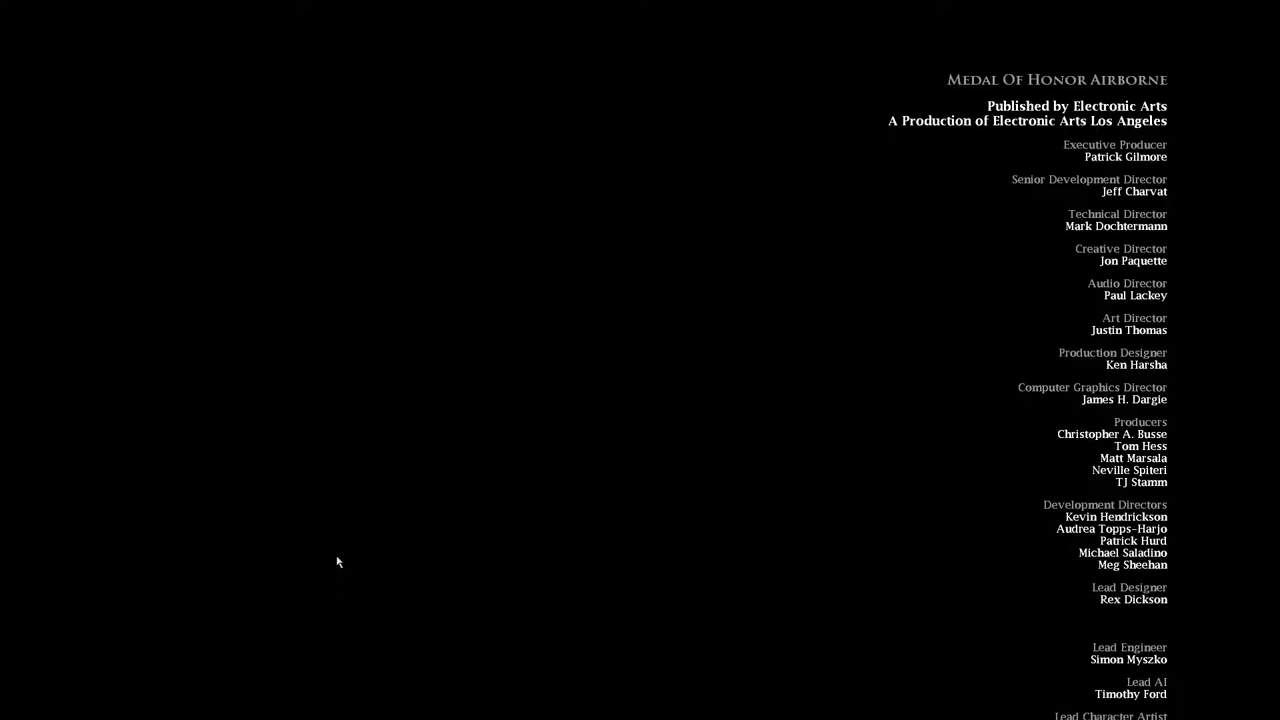 MEDAL OF HONOR AIRBORNE
Published by Electronic Arts
A Production of Electronic Arts Los Angeles
Executive Producer
Patrick Gilmore
Senior Development Director
Jeff Charvat
Technical Director
Mark Dochtermann
Creative Director
Jon Paquette
Audio Director
Paul Lackey
Art Director
Justin Thomas
Production Designer
Ken Harsha
Computer Graphics Director
James H. Dargie
Producers
Christopher A. Busse
Tom Hess
Matt Marsala
Neville Spiteri
TJ Stamm
Development Directors
Kevin Hendrickson
Audrea Topps-Harjo
Patrick Hurd
Michael Saladino
Meg Sheehan
Lead Designer
Rex Dickson
Lead Engineer
Simon Myszko
Lead AI
Timothy Ford
Lead Character Artist